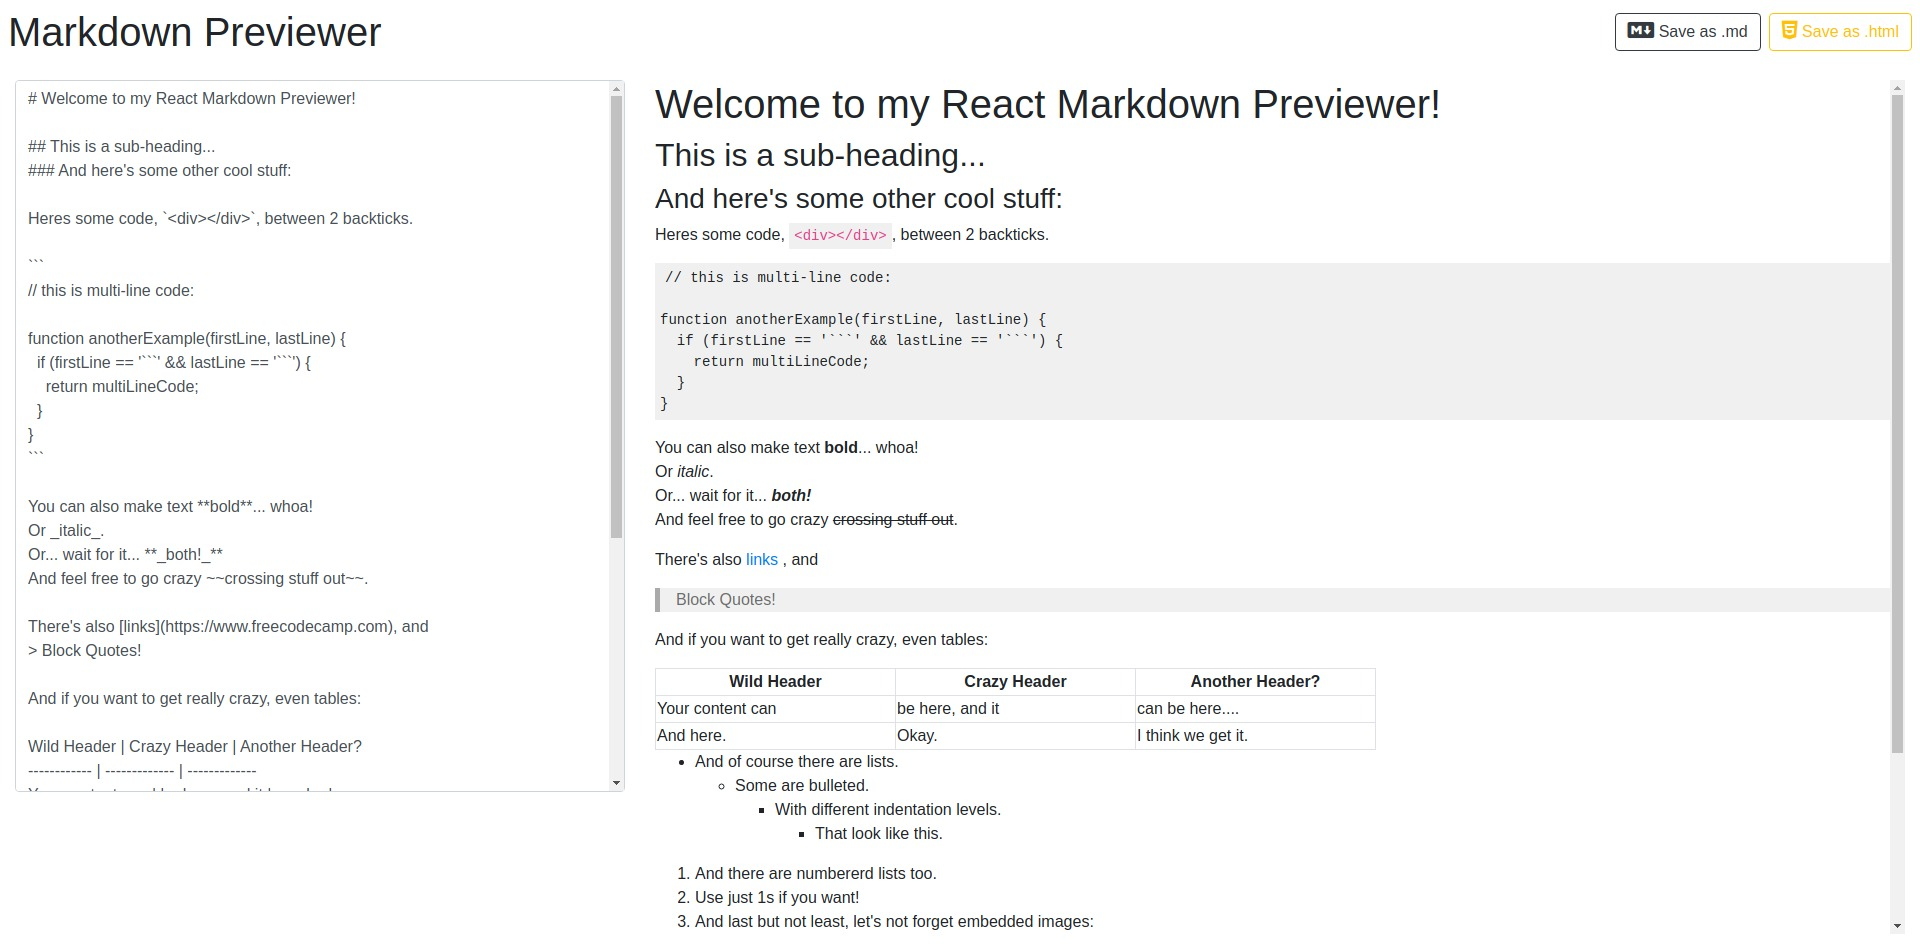 Markdown Previewer
Save as .md
Save as .html
# Welcome to my React Markdown Previewer!
## This is a sub-heading...
### And here's some other cool stuff:
Heres some code, `<div></div>`, between 2 backticks.
```
// this is multi-line code:
function anotherExample(firstLine, lastLine) {
  if (firstLine == '```' && lastLine == '```') {
    return multiLineCode;
  }
}
```
You can also make text **bold**... whoa!
Or _italic_.
Or... wait for it... **_both!_**
And feel free to go crazy ~~crossing stuff out~~.
There's also [links](https://www.freecodecamp.com), and
> Block Quotes!
And if you want to get really crazy, even tables:
Wild Header | Crazy Header | Another Header?
------------ | ------------- | -------------
Welcome to my React Markdown Previewer!
This is a sub-heading...
And here's some other cool stuff:
Heres some code, <div></div>, between 2 backticks.
// this is multi-line code:
function anotherExample(firstLine, lastLine) {
  if (firstLine == '```' && lastLine == '```') {
    return multiLineCode;
  }
}
You can also make text bold... whoa!
Or italic.
Or... wait for it... both!
And feel free to go crazy crossing stuff out.
There's also links , and
Block Quotes!
And if you want to get really crazy, even tables:
Wild Header Crazy Header Another Header?
Your content can be here, and it can be here....
And here. Okay. I think we get it.
• And of course there are lists.
◦ Some are bulleted.
▪ With different indentation levels.
▪ That look like this.
1. And there are numbererd lists too.
2. Use just 1s if you want!
3. And last but not least, let's not forget embedded images: